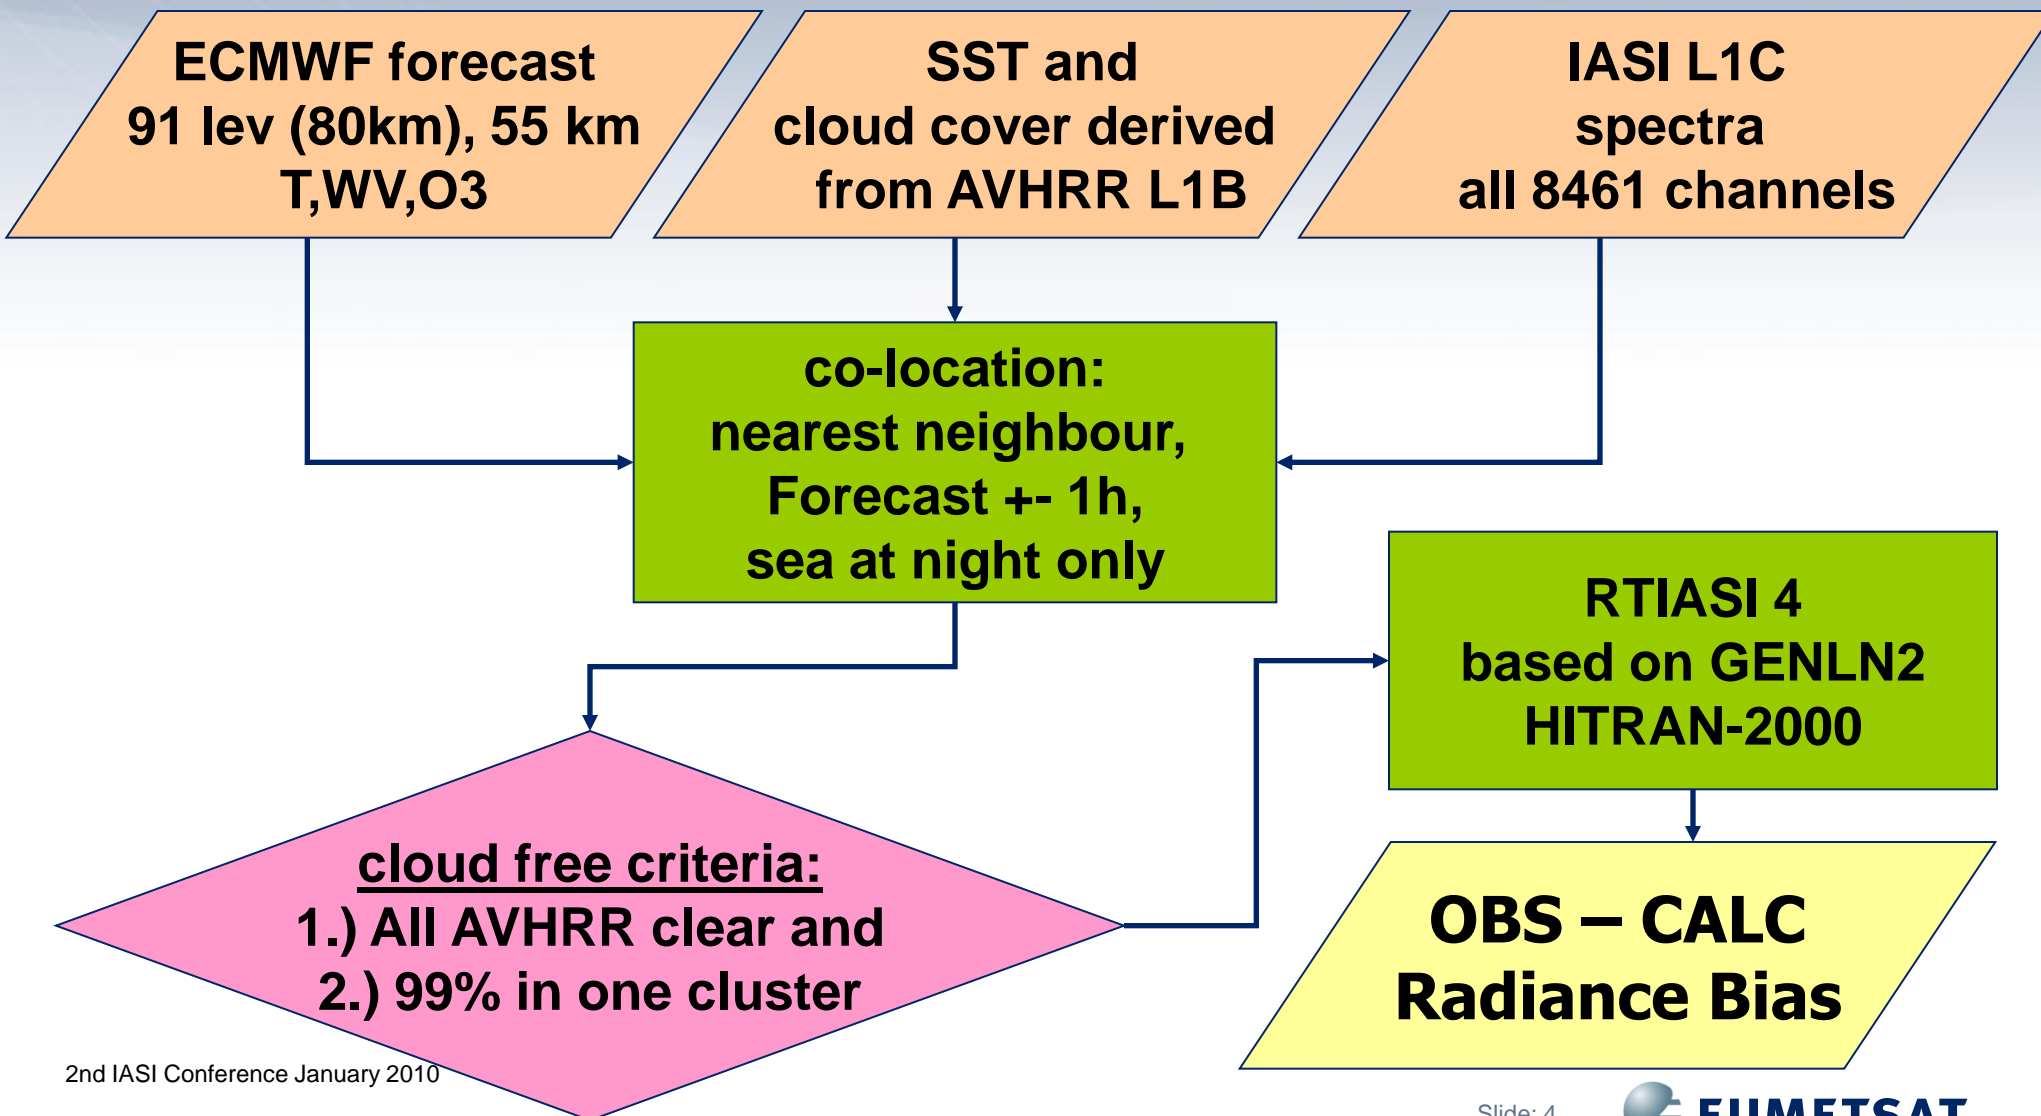 ECMWF forecast
91 lev (80km), 55 km
T,WV,O3
SST and
cloud cover derived
from AVHRR L1B
IASI L1C
spectra
all 8461 channels
co-location:
nearest neighbour,
Forecast +- 1h,
sea at night only
RTIASI 4
based on GENLN2
HITRAN-2000
cloud free criteria:
1.) All AVHRR clear and
2.) 99% in one cluster
OBS – CALC
Radiance Bias
2nd IASI Conference January 2010
Slide: 4
EUMETSAT